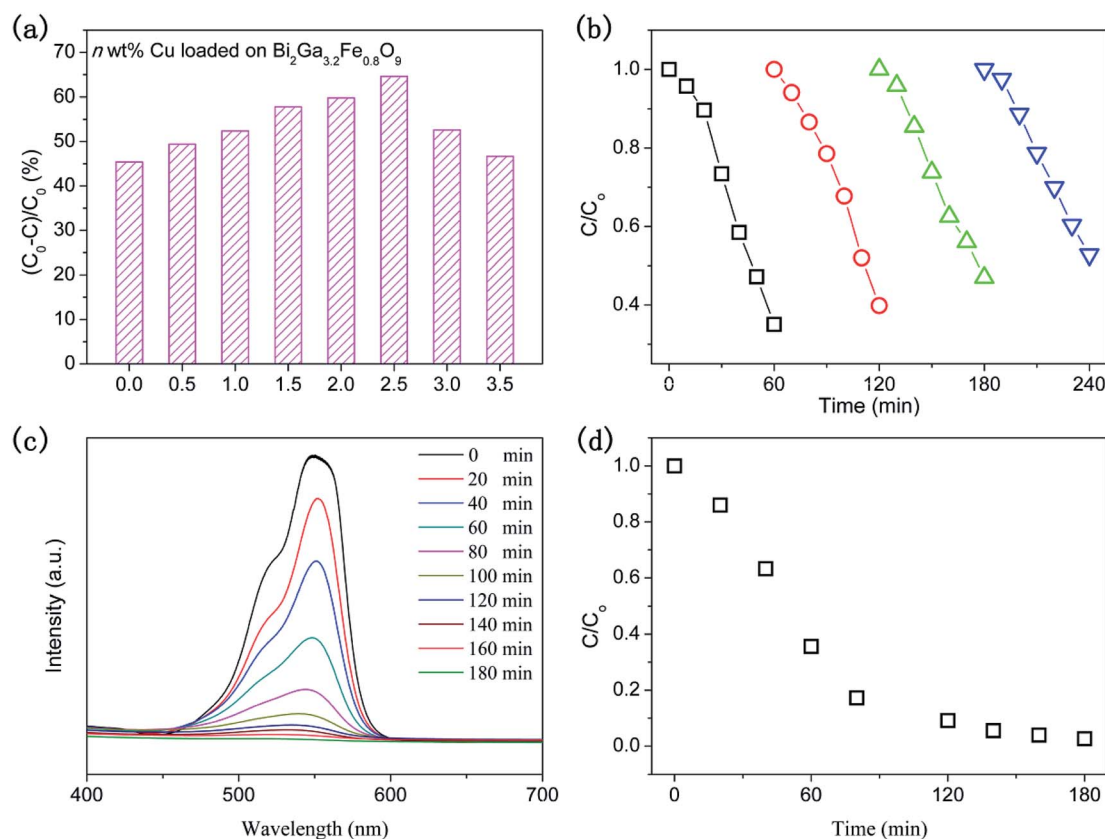 (a)
n wt% Cu loaded on Bi2Ga3.2Fe0.8O9
70
60
50
40
30
20
10
0
(C0-C)/C0 (%)
0.0 0.5 1.0 1.5 2.0 2.5 3.0 3.5
(b)
1.0
0.8
0.6
0.4
C/Co
0 60 120 180 240
Time (min)
(c)
Intensity (a.u.)
0 min
20 min
40 min
60 min
80 min
100 min
120 min
140 min
160 min
180 min
400 500 600 700
Wavelength (nm)
(d)
1.0
0.8
0.6
0.4
0.2
0.0
C/Co
0 60 120 180
Time (min)